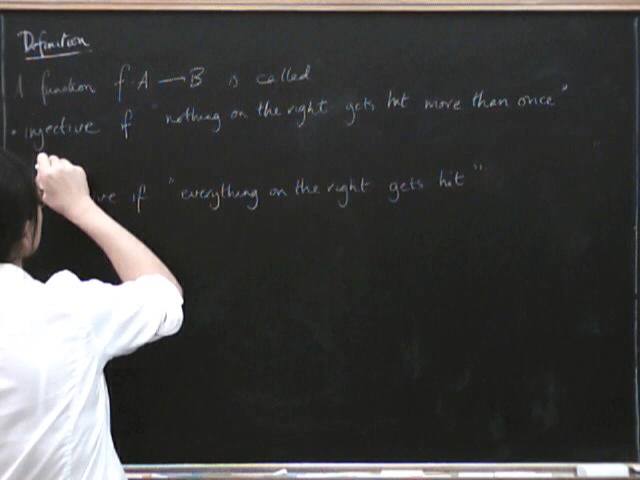 Definition
A function f A → B is called
• injective if "nothing on the right gets hit more than once"
ve if "everything on the right gets hit"